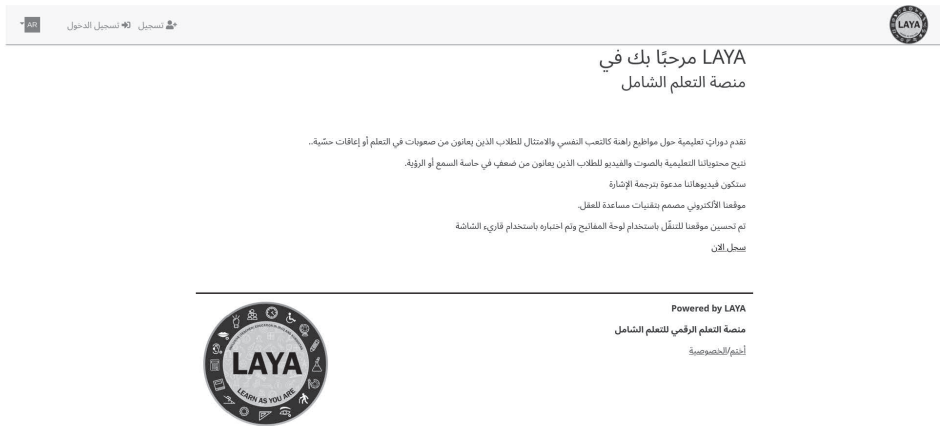 LAYA
تسجيل
تسجيل الدخول
AR
مرحبًا بك في LAYA
منصة التعلم الشامل
نقدم دوراتٍ تعليمية حول مواظيع راهنة كالتعب النفسي والامتثال للطلاب الذين يعانون من صعوبات في التعلم أو إعاقات حسّية..
نتيح محتوياتنا التعليمية بالصوت والفيديو للطلاب الذين يعانون من ضعفٍ في حاسة السمع أو الرؤية.
ستكون فيديوهاتنا مدعوة بترجمة الإشارة
موقعنا الألكتروني مصمم بتقنيات مساعدة للعقل.
تم تحسين موقعنا للتنقّل باستخدام لوحة المفاتيح وتم اختباره باستخدام قاريء الشاشة
سجل الان
Powered by LAYA
منصة التعلم الرقمي للتعلم الشامل
أختم/الخصوصية
LAYA
LEARN AS YOU ARE